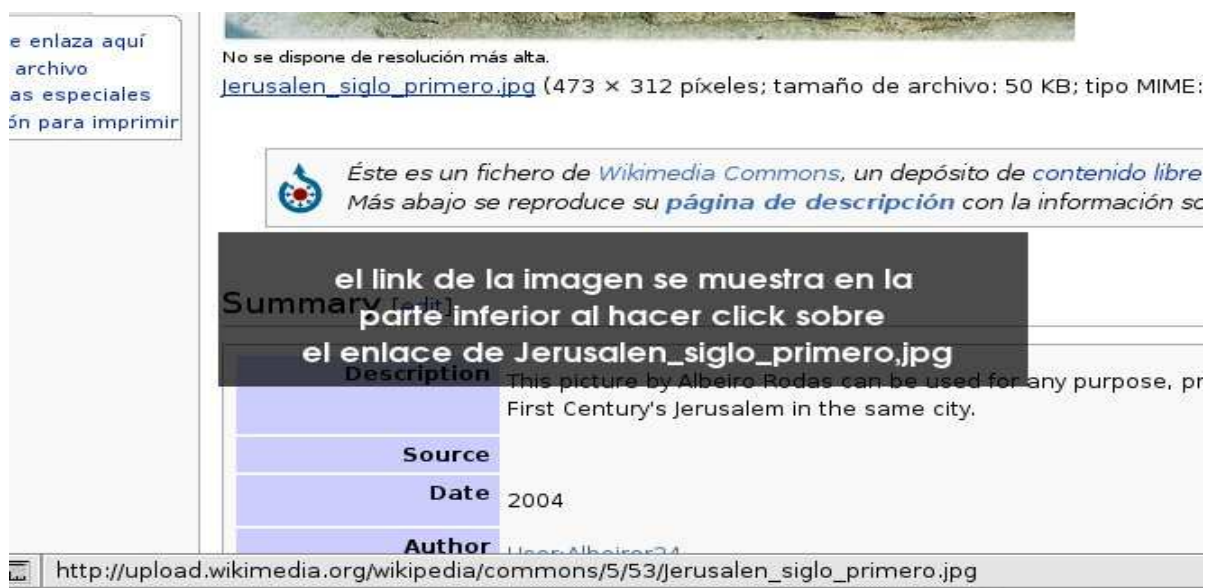 e enlaza aquí
archivo
as especiales
ón para imprimir
No se dispone de resolución más alta.
Jerusalen_siglo_primero.jpg (473 × 312 píxeles; tamaño de archivo: 50 KB; tipo MIME:
Éste es un fichero de Wikimedia Commons, un depósito de contenido libre
Más abajo se reproduce su página de descripción con la información so
el link de la imagen se muestra en la
parte inferior al hacer click sobre
el enlace de Jerusalen_siglo_primero,jpg
Summary [edit]
Description This picture by Albeiro Rodas can be used for any purpose, pr
First Century's Jerusalem in the same city.
Source
Date 2004
Author User:Albeiror24
http://upload.wikimedia.org/wikipedia/commons/5/53/Jerusalen_siglo_primero.jpg